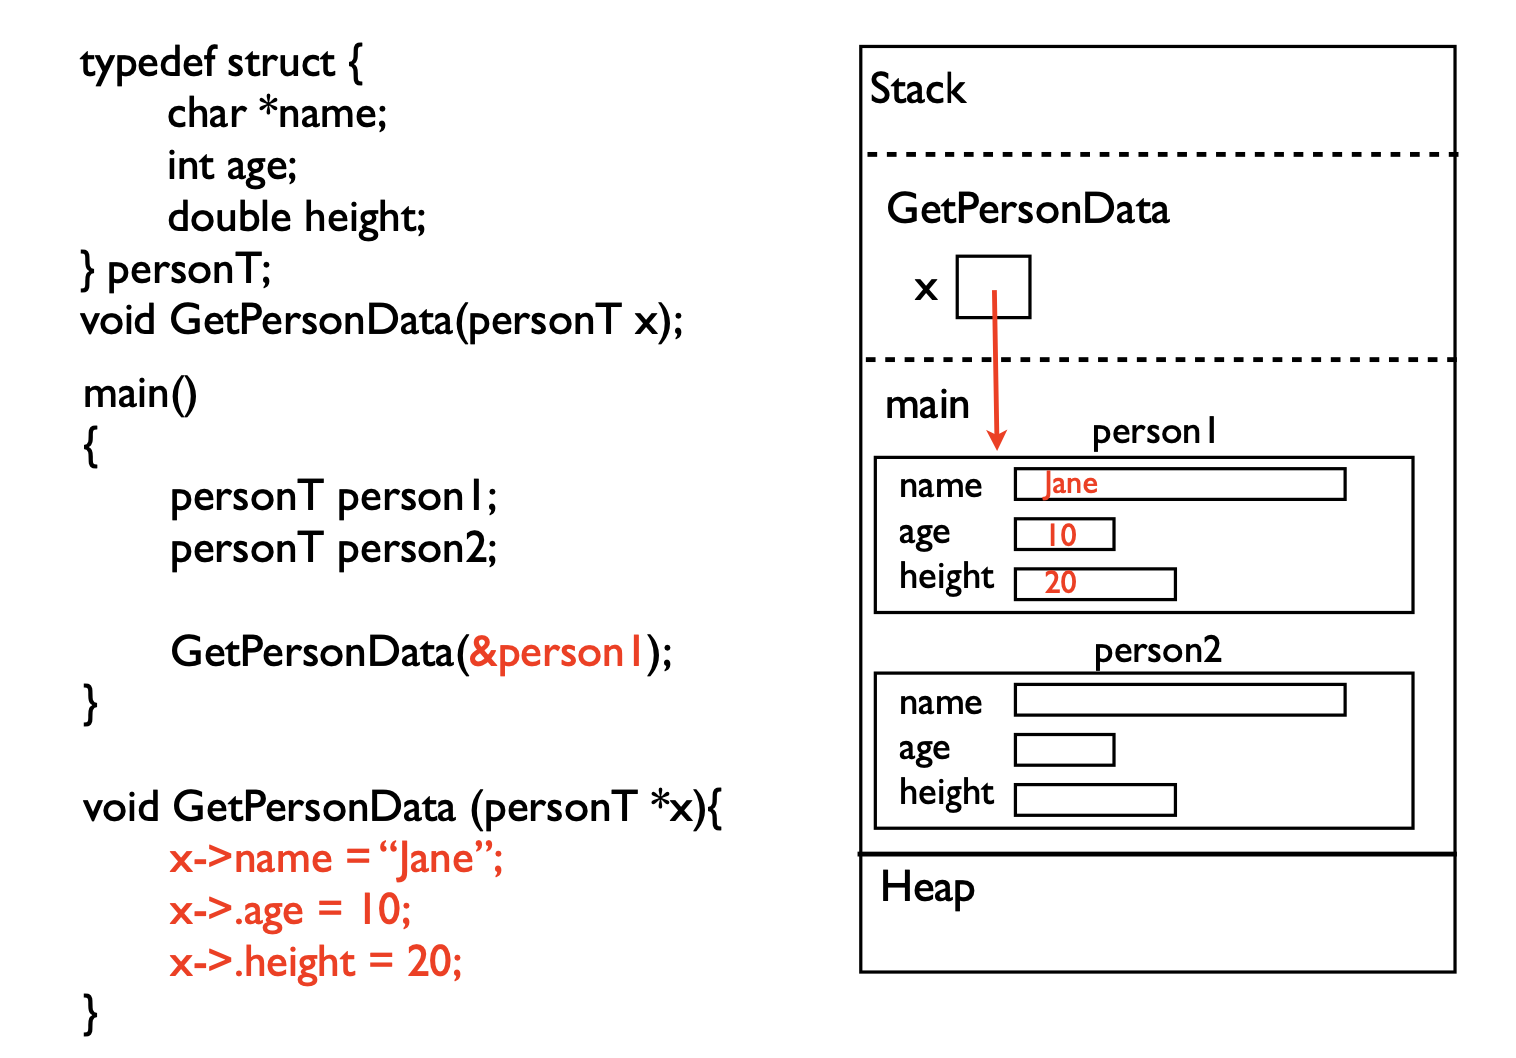 typedef struct {
char *name;
int age;
double height;
} personT;
void GetPersonData(personT x);
main()
{
personT person1;
personT person2;
GetPersonData(&person1);
}
void GetPersonData (personT *x){
x->name = “Jane”;
x->.age = 10;
x->.height = 20;
}
Stack
GetPersonData
x
main
person1
name Jane
age 10
height 20
person2
name
age
height
Heap